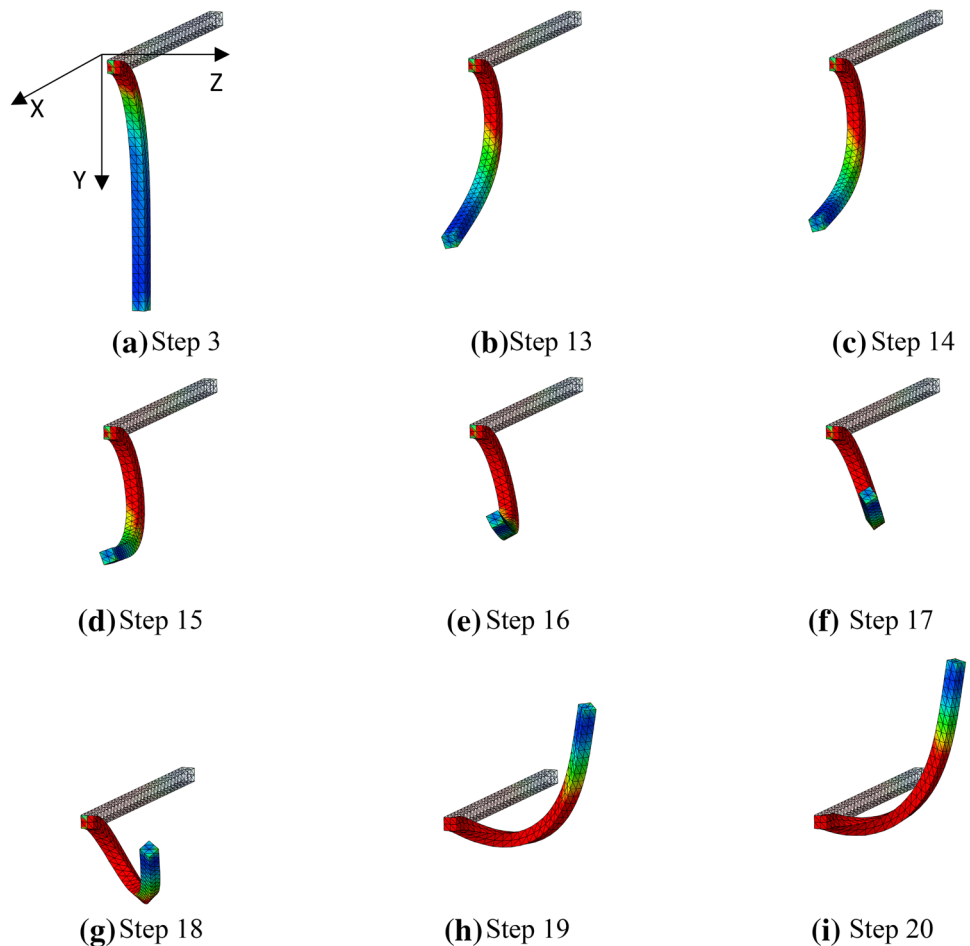 X
Z
Y
(a) Step 3
(b) Step 13
(c) Step 14
(d) Step 15
(e) Step 16
(f) Step 17
(g) Step 18
(h) Step 19
(i) Step 20